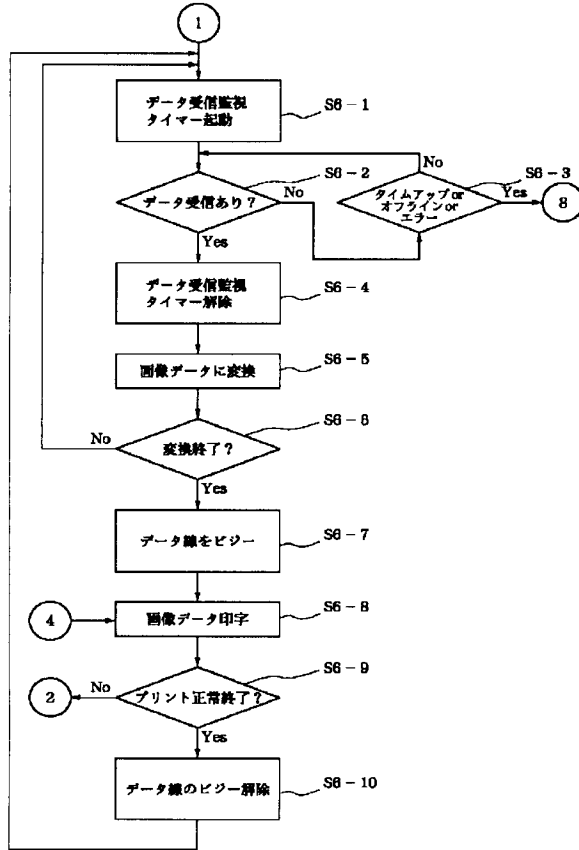 1
データ受信監視
タイマー起動
S6-1
データ受信あり?
S6-2
No
Yes
No
S6-3
タイムアップor
オフラインor
エラー
Yes
8
データ受信監視
タイマー解除
S6-4
画像データに変換
S6-5
変換終了?
S6-6
No
Yes
データ線をビジー
S6-7
4
画像データ印字
S6-8
2
No
プリント正常終了?
S6-9
Yes
データ線のビジー解除
S6-10